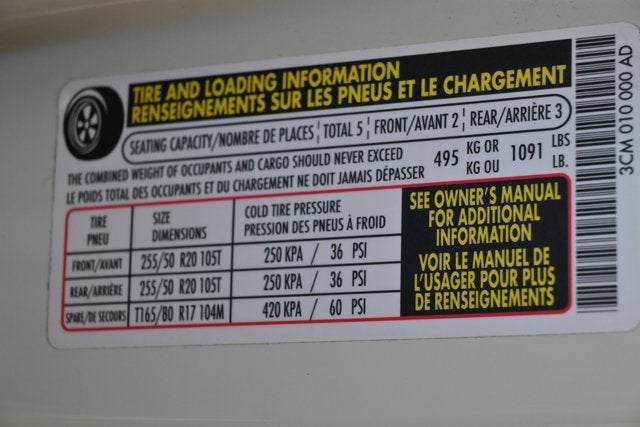 TIRE AND LOADING INFORMATION
RENSEIGNEMENTS SUR LES PNEUS ET LE CHARGEMENT
SEATING CAPACITY/NOMBRE DE PLACES TOTAL 5 FRONT/AVANT 2 REAR/ARRIÈRE 3
THE COMBINED WEIGHT OF OCCUPANTS AND CARGO SHOULD NEVER EXCEED 495 KG OR 1091 LBS
LE POIDS TOTAL DES OCCUPANTS ET DU CHARGEMENT NE DOIT JAMAIS DÉPASSER KG OU LB.
TIRE SIZE COLD TIRE PRESSURE
PNEU DIMENSIONS PRESSION DES PNEUS À FROID
FRONT/AVANT 255/50 R20 105T 250 KPA / 36 PSI
REAR/ARRIÈRE 255/50 R20 105T 250 KPA / 36 PSI
SPARE/DE SECOURS T165/80 R17 104M 420 KPA / 60 PSI
SEE OWNER'S MANUAL
FOR ADDITIONAL
INFORMATION
VOIR LE MANUEL DE
L'USAGER POUR PLUS
DE RENSEIGNEMENTS
3CM 010 000 AD